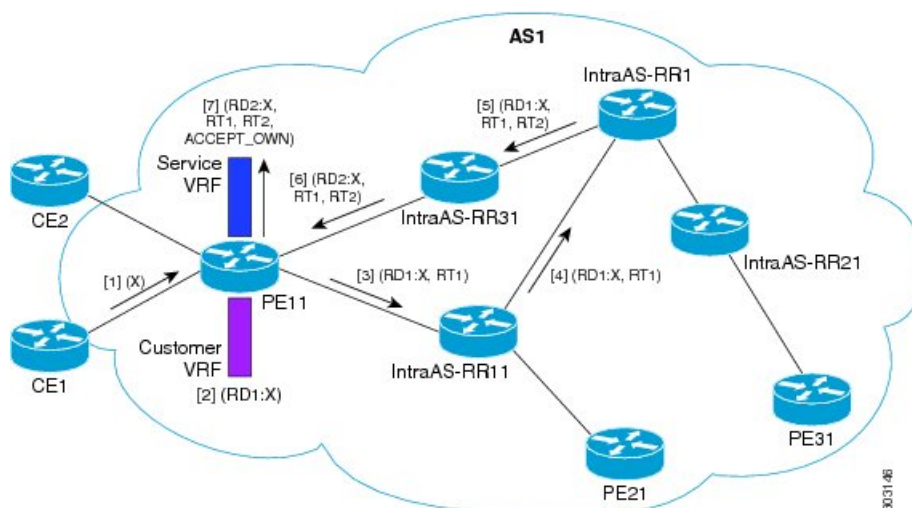 AS1
IntraAS-RR1
[7] (RD2:X,
RT1, RT2,
ACCEPT_OWN)
[5] (RD1:X,
RT1, RT2)
Service
VRF
[6] (RD2:X,
RT1, RT2)
IntraAS-RR31
CE2
IntraAS-RR21
[1] (X)
PE11
[3] (RD1:X, RT1)
[4] (RD1:X, RT1)
Customer
VRF
CE1
[2] (RD1:X)
IntraAS-RR11
PE31
PE21
303146